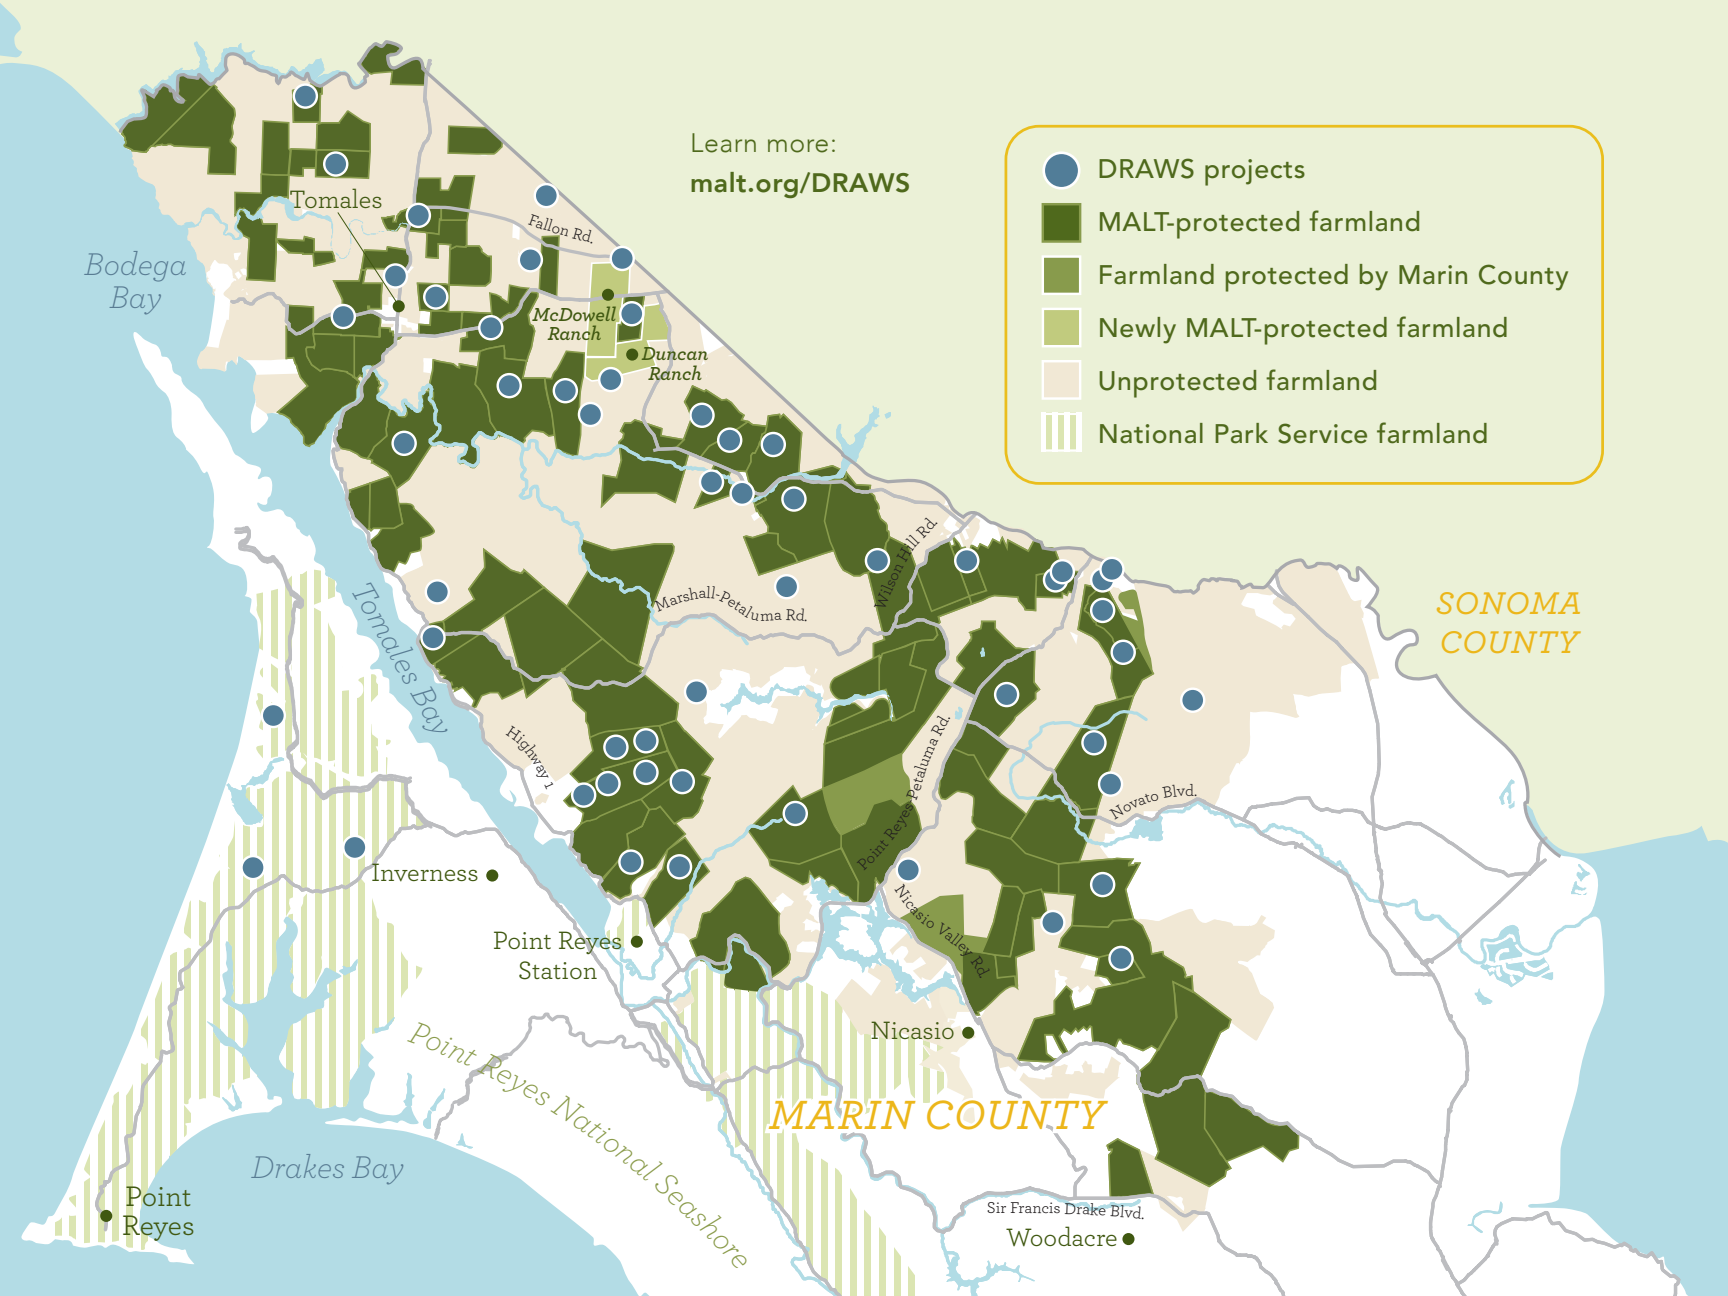 Learn more:
malt.org/DRAWS
DRAWS projects
MALT-protected farmland
Farmland protected by Marin County
Newly MALT-protected farmland
Unprotected farmland
National Park Service farmland
Tomales
Fallon Rd.
Bodega
Bay
McDowell
Ranch
Duncan
Ranch
Wilson Hill Rd.
Marshall-Petaluma Rd.
SONOMA
COUNTY
Tomales Bay
Highway 1
Point Reyes-Petaluma Rd.
Novato Blvd.
Inverness
Nicasio Valley Rd.
Point Reyes
Station
Nicasio
Point Reyes National Seashore
MARIN COUNTY
Drakes Bay
Point
Reyes
Sir Francis Drake Blvd.
Woodacre